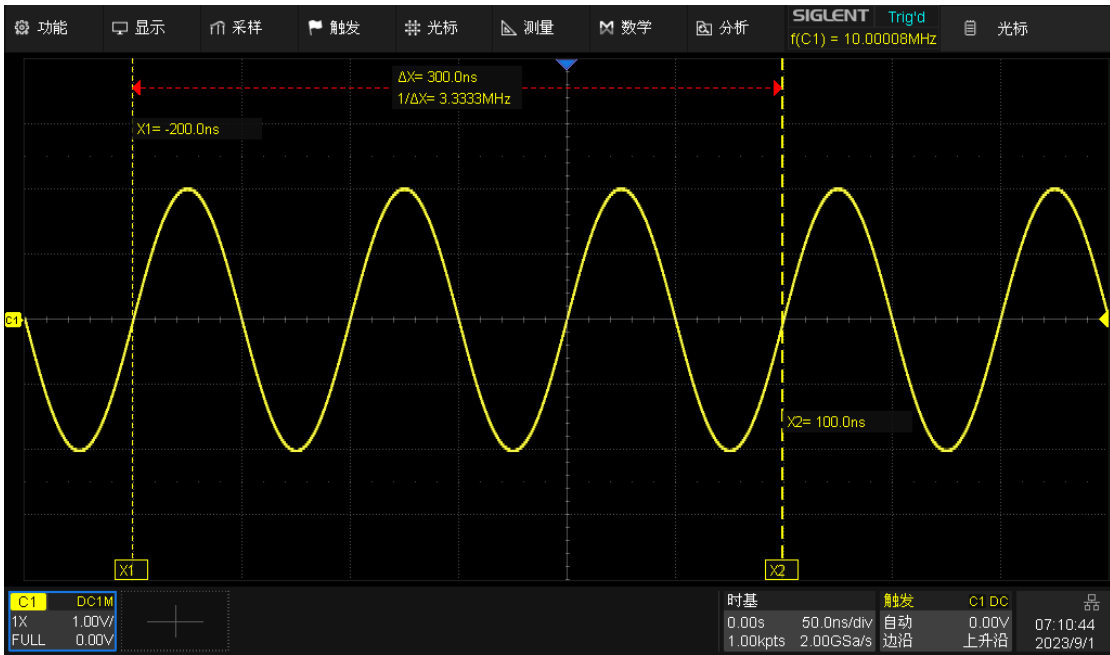 功能 显示 采样 触发 光标 测量 数学 分析 SIGLENT Trig'd 光标
f(C1) = 10.00008MHz
ΔX= 300.0ns
1/ΔX= 3.3333MHz
X1= -200.0ns
C1
X2= 100.0ns
X1 X2
C1 DC1M
1X 1.00V/
FULL 0.00V
时基
0.00s 50.0ns/div
1.00kpts 2.00GSa/s
触发 C1 DC
自动 0.00V
边沿 上升沿
07:10:44
2023/9/1